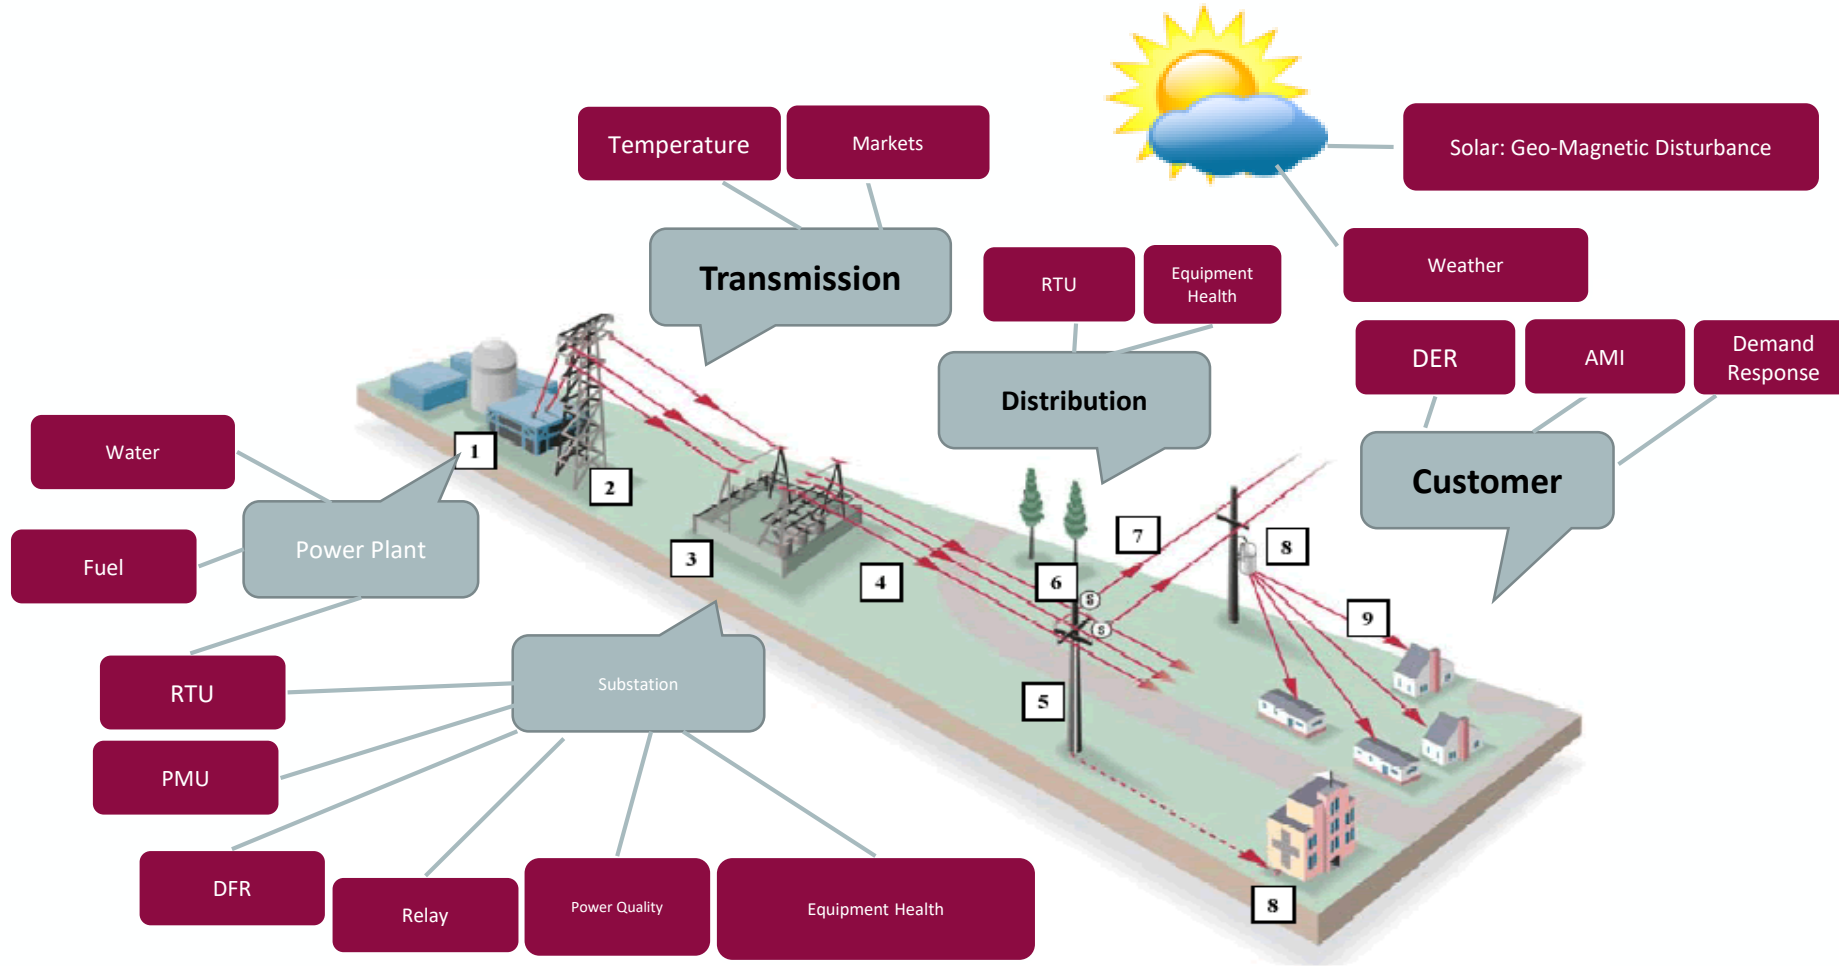 Temperature
Markets
Solar: Geo-Magnetic Disturbance
Transmission
RTU
Equipment
Health
Weather
DER
AMI
Demand
Response
Distribution
Customer
Water
1
2
Power Plant
Fuel
3
4
6
7
8
S
S
9
5
Substation
RTU
PMU
DFR
Relay
Power Quality
Equipment Health
8